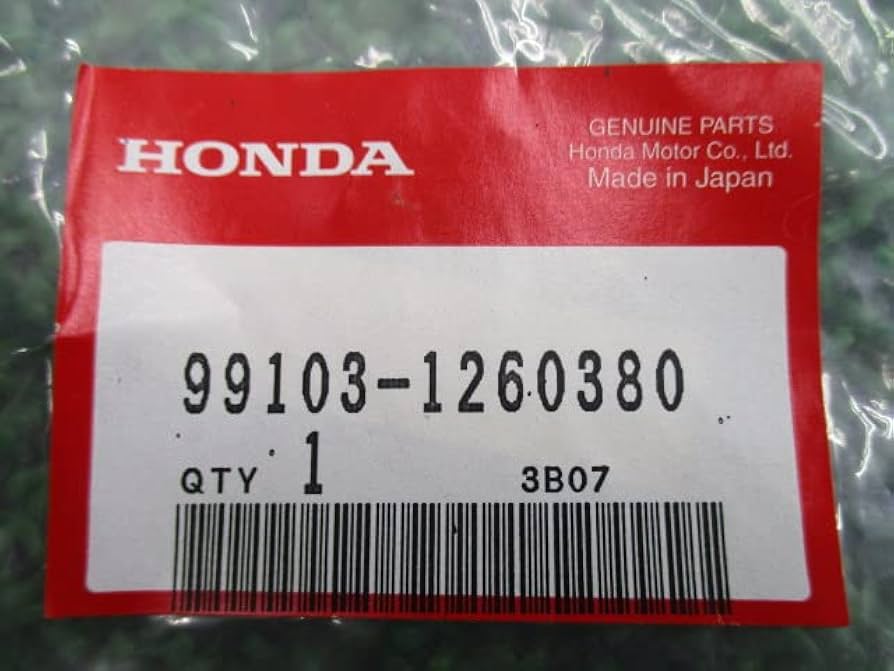 HONDA
GENUINE PARTS
Honda Motor Co., Ltd.
Made in Japan
99103-1260380
QTY 1 3B07